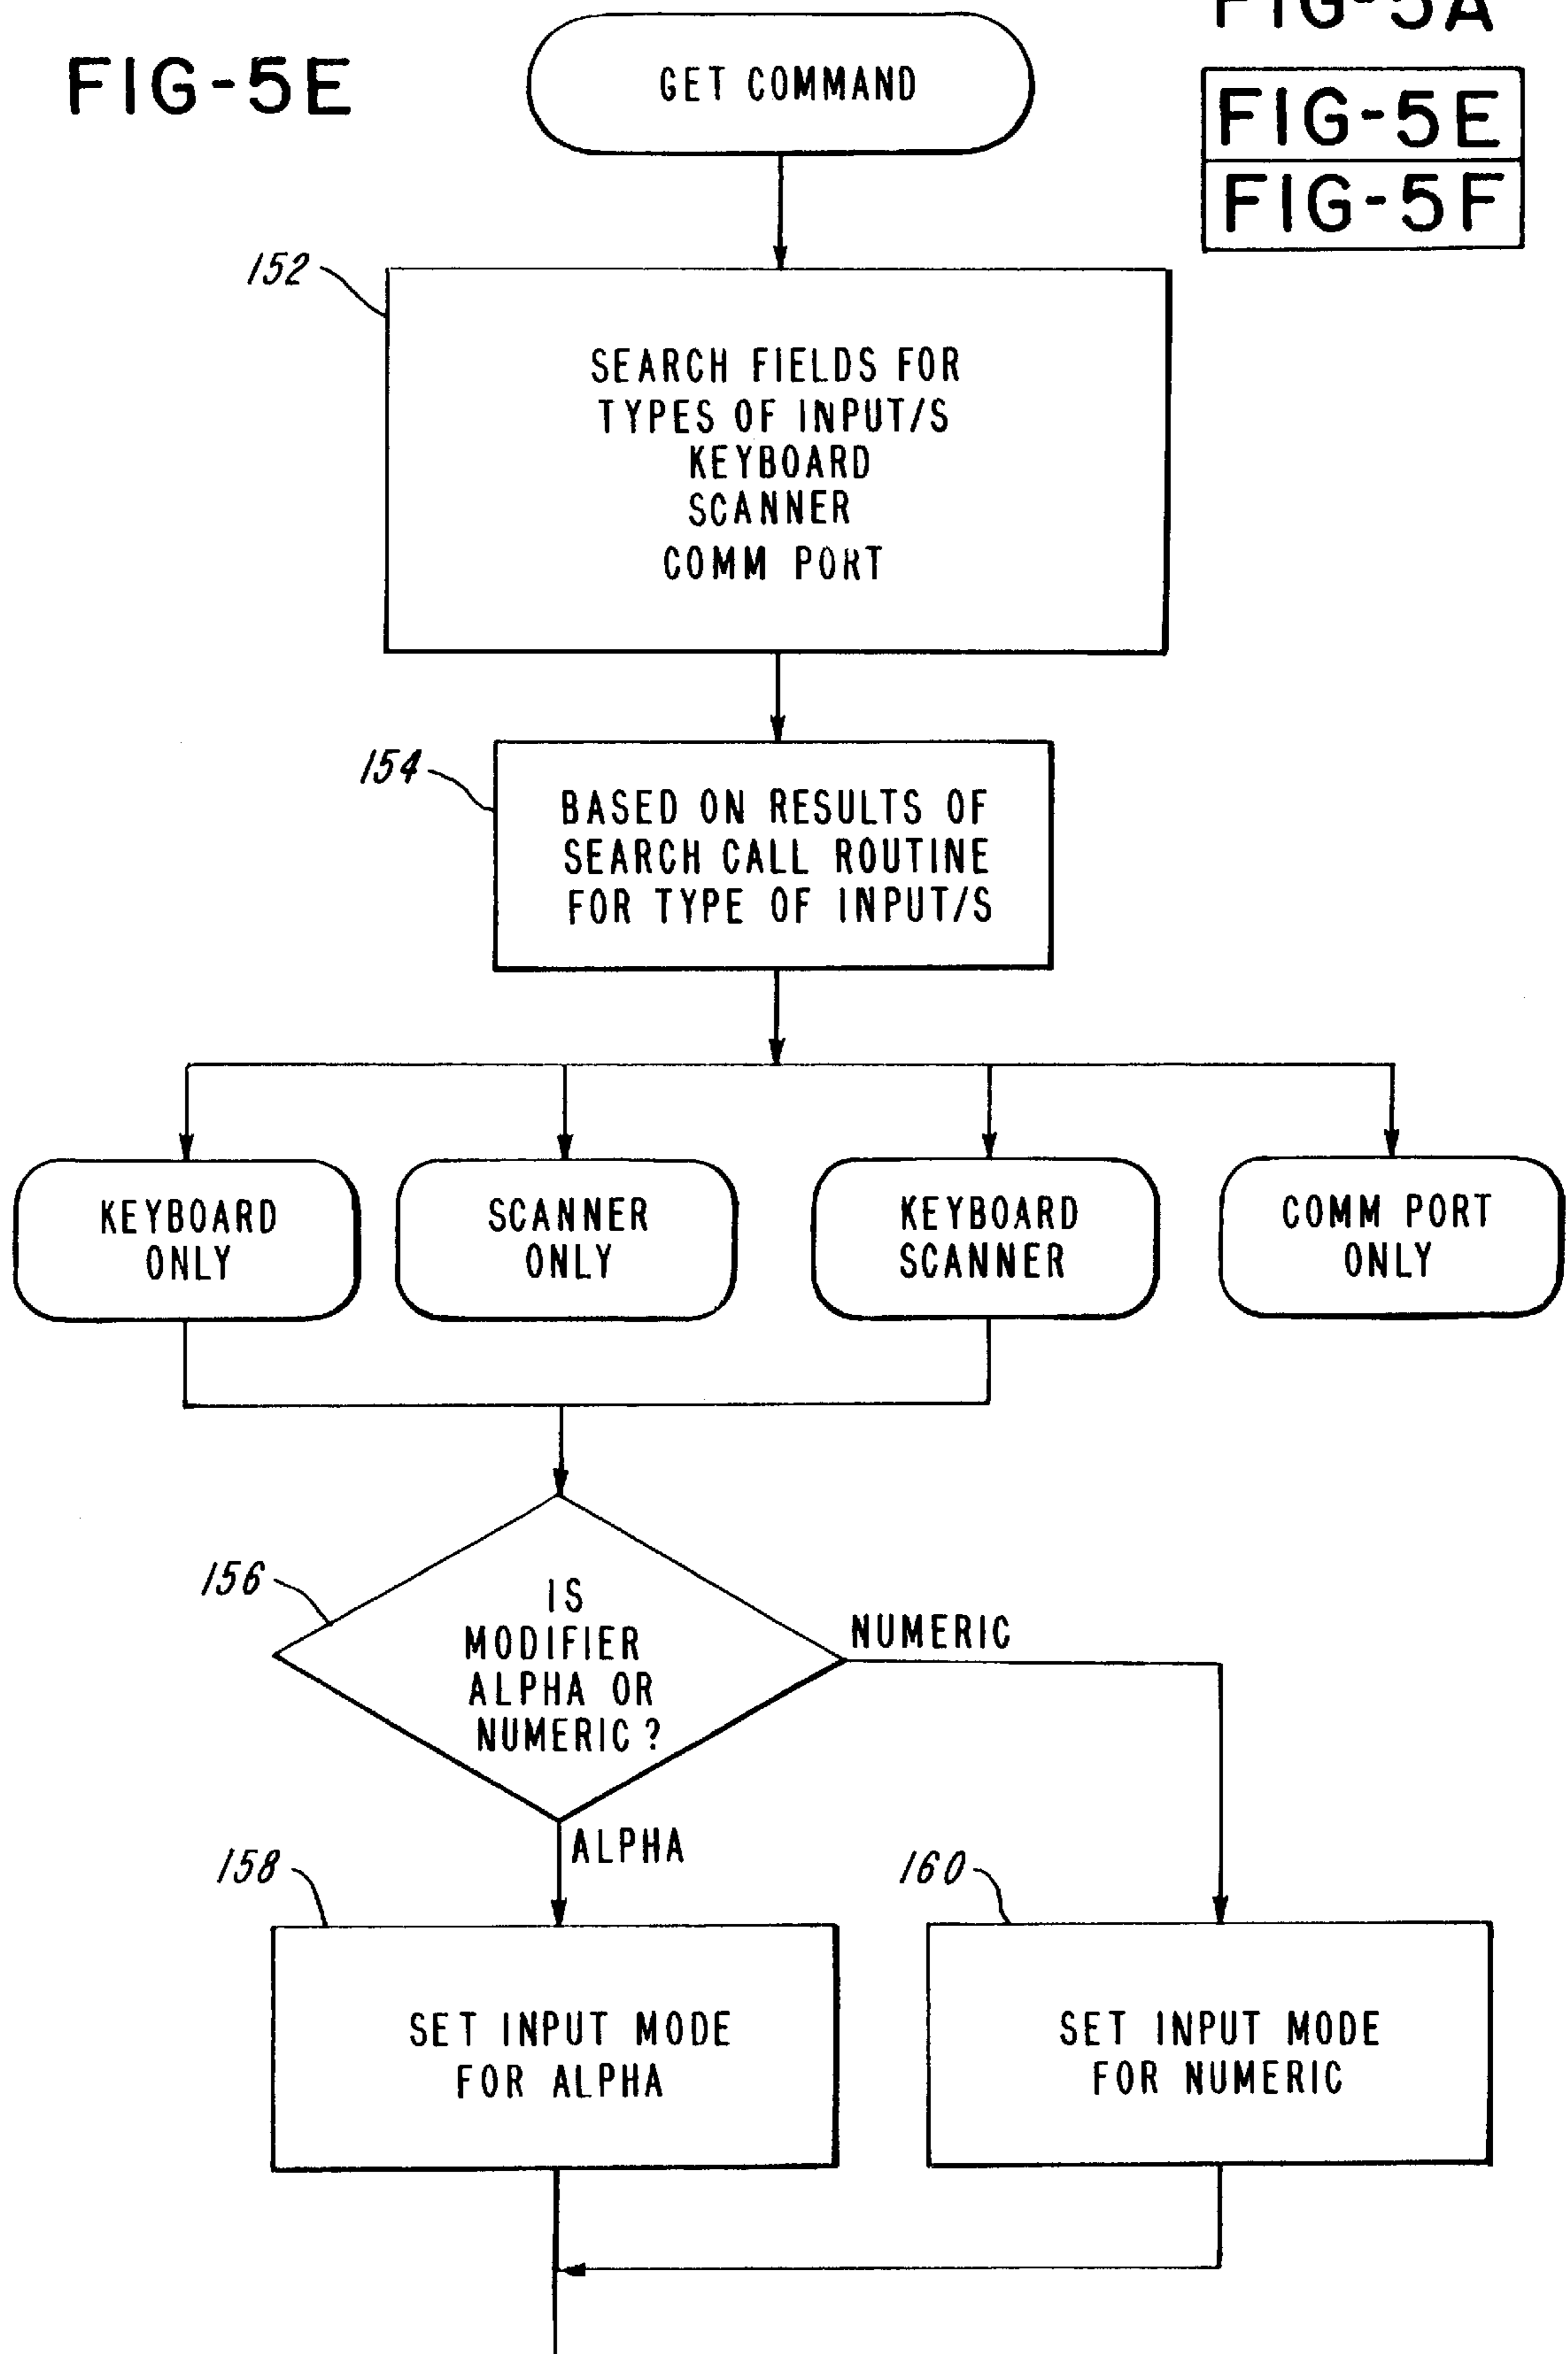 FIG-5A
FIG-5E
GET COMMAND
FIG-5E
FIG-5F
152
SEARCH FIELDS FOR
TYPES OF INPUT/S
KEYBOARD
SCANNER
COMM PORT
154
BASED ON RESULTS OF
SEARCH CALL ROUTINE
FOR TYPE OF INPUT/S
KEYBOARD
ONLY
SCANNER
ONLY
KEYBOARD
SCANNER
COMM PORT
ONLY
156
IS
MODIFIER
ALPHA OR
NUMERIC?
NUMERIC
ALPHA
158
160
SET INPUT MODE
FOR ALPHA
SET INPUT MODE
FOR NUMERIC